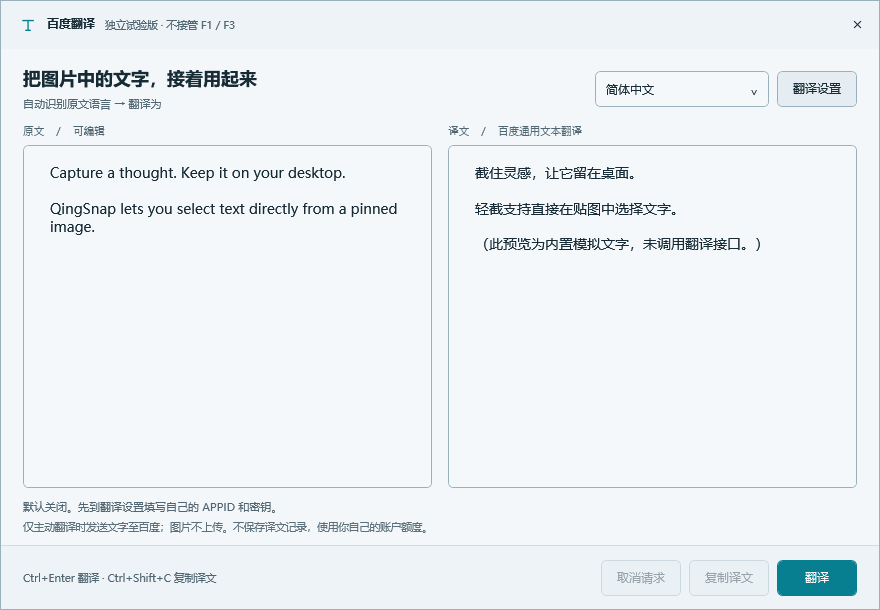 百度翻译 独立试验版 · 不接管 F1 / F3
把图片中的文字，接着用起来
自动识别原文语言 → 翻译为
简体中文
翻译设置
原文 / 可编辑
译文 / 百度通用文本翻译
Capture a thought. Keep it on your desktop.
QingSnap lets you select text directly from a pinned
image.
截住灵感，让它留在桌面。
轻截支持直接在贴图中选择文字。
（此预览为内置模拟文字，未调用翻译接口。）
默认关闭。先到翻译设置填写自己的 APPID 和密钥。
仅主动翻译时发送文字至百度；图片不上传。不保存译文记录，使用你自己的账户额度。
Ctrl+Enter 翻译 · Ctrl+Shift+C 复制译文
取消请求
复制译文
翻译